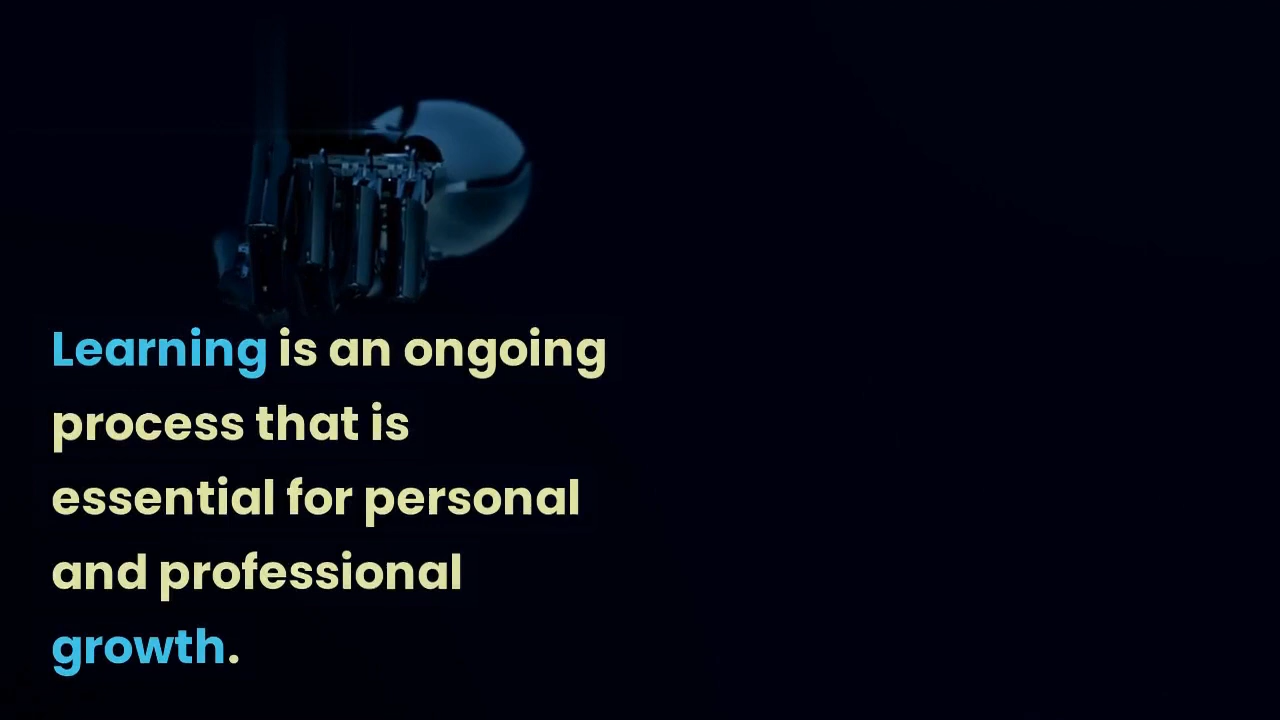 Learning is an ongoing
process that is
essential for personal
and professional
growth.